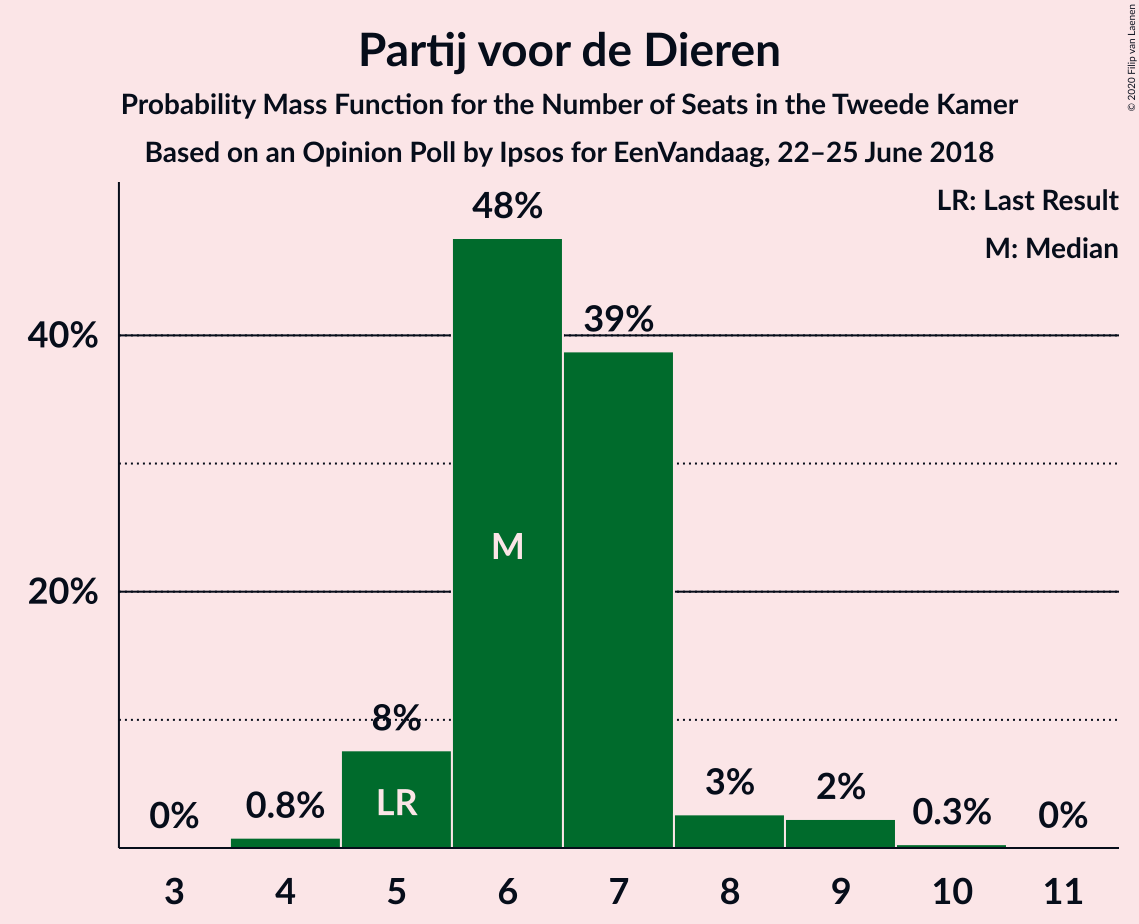 Partij voor de Dieren
Probability Mass Function for the Number of Seats in the Tweede Kamer
Based on an Opinion Poll by Ipsos for EenVandaag, 22–25 June 2018
© 2020 Filip van Laenen
LR: Last Result
M: Median
48%
39%
40%
M
20%
8%
LR
0%
0.8%
3%
2%
0.3%
0%
3 4 5 6 7 8 9 10 11